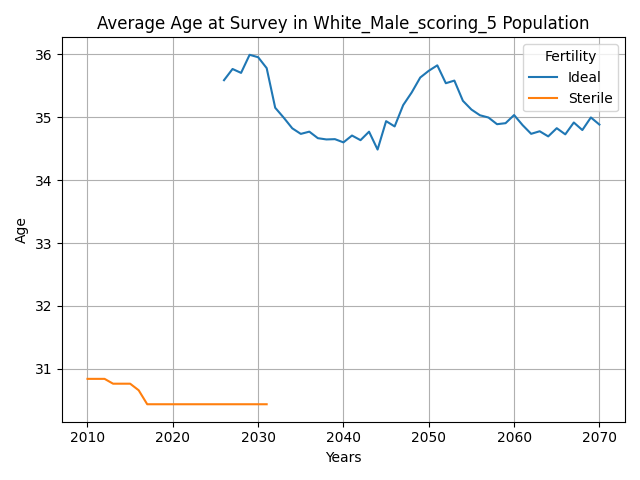 Average Age at Survey in White_Male_scoring_5 Population
Fertility
Ideal
Sterile
36
35
34
33
32
31
Age
2010 2020 2030 2040 2050 2060 2070
Years